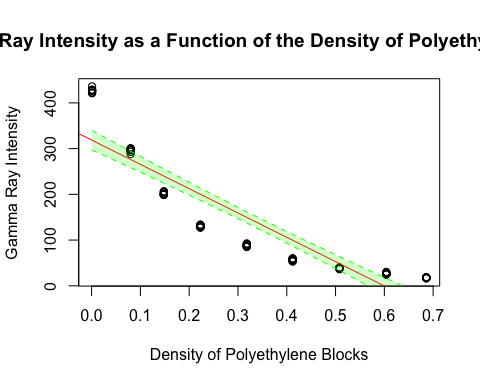 Ray Intensity as a Function of the Density of Polyethy
Gamma Ray Intensity
0 100 200 300 400
0.0 0.1 0.2 0.3 0.4 0.5 0.6 0.7
Density of Polyethylene Blocks